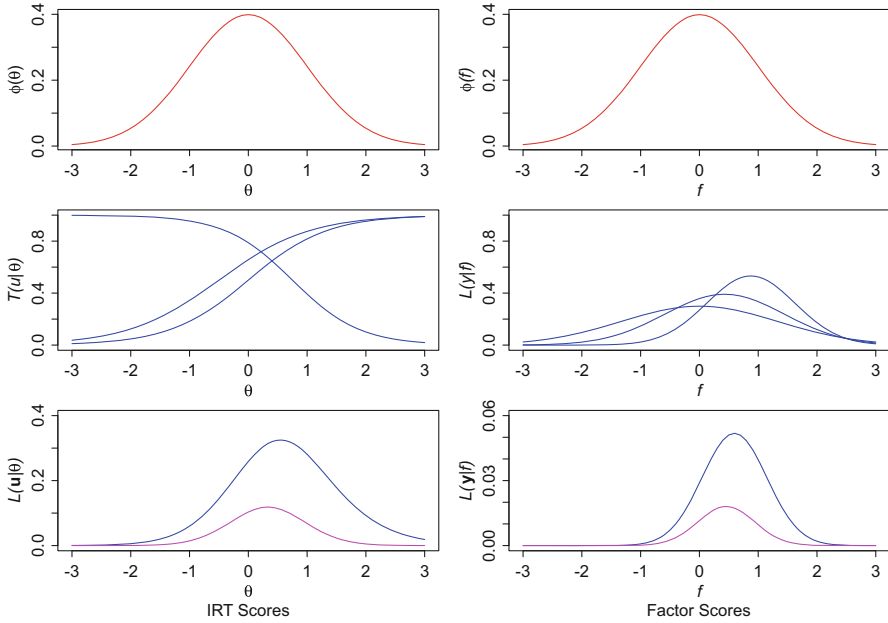 ϕ(θ)
0.0 0.2 0.4
-3 -2 -1 0 1 2 3
θ
ϕ(f)
0.0 0.2 0.4
-3 -2 -1 0 1 2 3
f
T(u|θ)
0.0 0.4 0.8
-3 -2 -1 0 1 2 3
θ
L(y|f)
0.0 0.4 0.8
-3 -2 -1 0 1 2 3
f
L(u|θ)
0.0 0.2 0.4
-3 -2 -1 0 1 2 3
θ
IRT Scores
L(y|f)
0.00 0.03 0.06
-3 -2 -1 0 1 2 3
f
Factor Scores